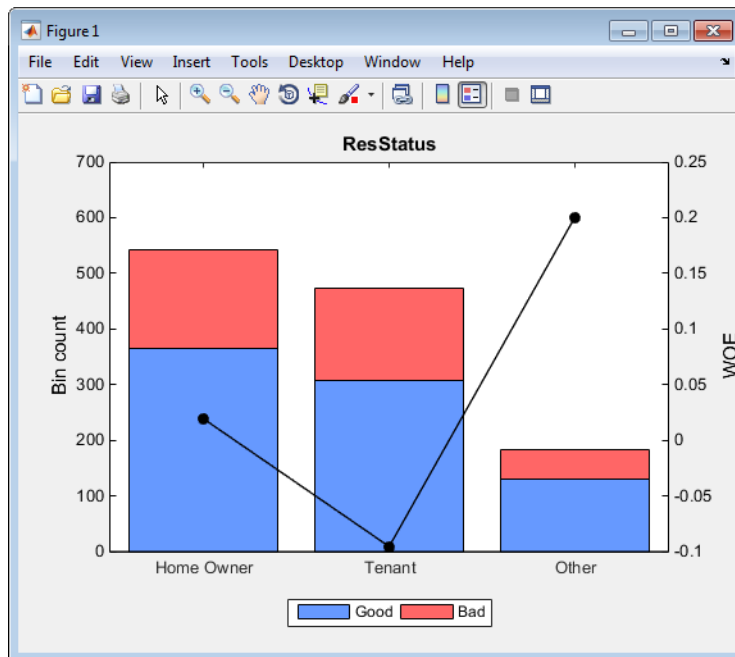 Figure 1
File Edit View Insert Tools Desktop Window Help
ResStatus
700
600
500
400
300
200
100
0
Bin count
0.25
0.2
0.15
0.1
0.05
0
-0.05
-0.1
WOE
Home Owner Tenant Other
Good Bad